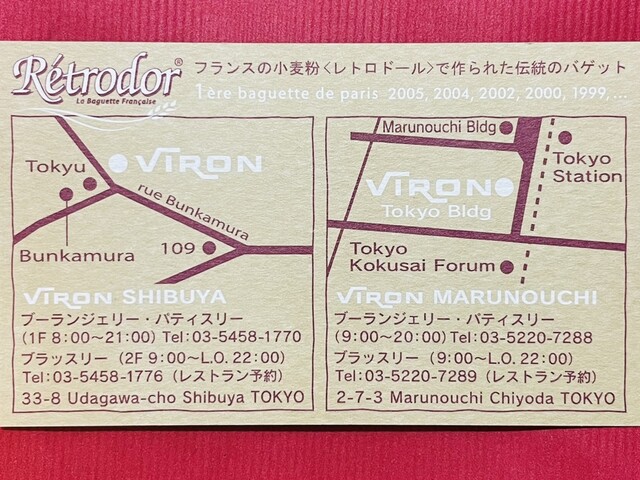 Rétrodor®
La Baguette Française
フランスの小麦粉〈レトロドール〉で作られた伝統のバゲット
1ère baguette de paris 2005, 2004, 2002, 2000, 1999, ...
VIRON
Tokyu
rue Bunkamura
Bunkamura
109
VIRON SHIBUYA
ブーランジェリー・パティスリー
(1F 8:00~21:00) Tel:03-5458-1770
ブラッスリー (2F 9:00~L.O. 22:00)
Tel:03-5458-1776 (レストラン予約)
33-8 Udagawa-cho Shibuya TOKYO
Marunouchi Bldg
Tokyo
Station
VIRON
Tokyo Bldg
Tokyo
Kokusai Forum
VIRON MARUNOUCHI
ブーランジェリー・パティスリー
(9:00~20:00) Tel:03-5220-7288
ブラッスリー (9:00~L.O. 22:00)
Tel:03-5220-7289 (レストラン予約)
2-7-3 Marunouchi Chiyoda TOKYO